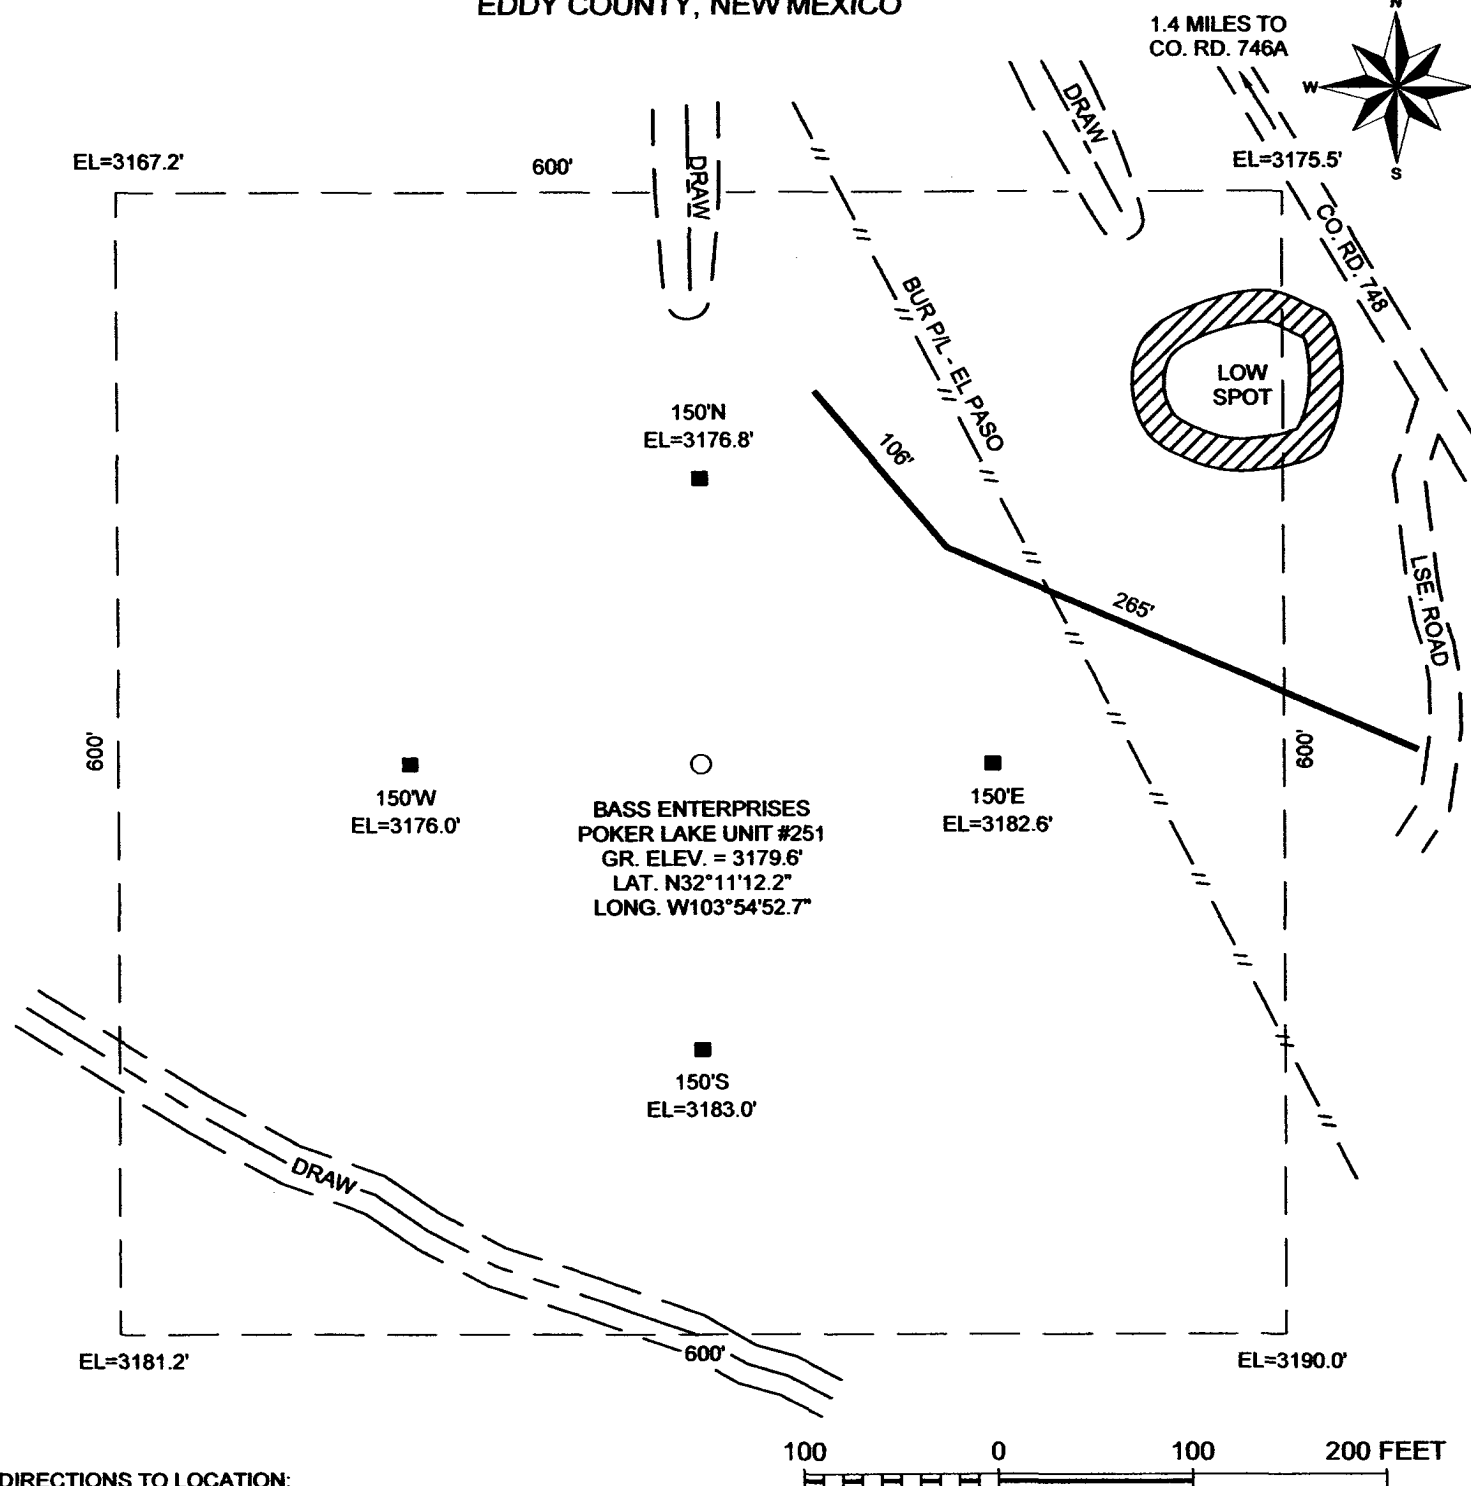 EDDY COUNTY, NEW MEXICO
1.4 MILES TO
CO. RD. 746A
N
W
S
EL=3167.2'
600'
DRAW
DRAW
EL=3175.5'
CO. RD. 748
BUR P/L - EL PASO
LOW
SPOT
150'N
EL=3176.8'
106'
265'
LSE. ROAD
600'
600'
150'W
EL=3176.0'
BASS ENTERPRISES
POKER LAKE UNIT #251
GR. ELEV. = 3179.6'
LAT. N32°11'12.2"
LONG. W103°54'52.7"
150'E
EL=3182.6'
150'S
EL=3183.0'
DRAW
EL=3181.2'
600'
EL=3190.0'
100 0 100 200 FEET
DIRECTIONS TO LOCATION: